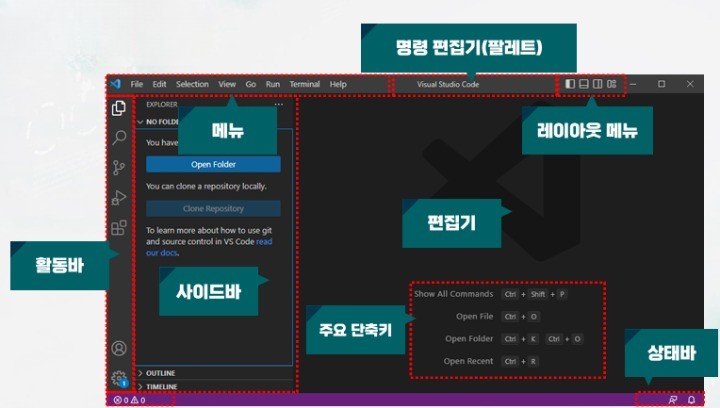 명령 편집기(팔레트)
File Edit Selection View Go Run Terminal Help
Visual Studio Code
EXPLORER
메뉴
레이아웃 메뉴
NO FOLD
You have
Open Folder
You can clone a repository locally.
Clone Repository
To learn more about how to use git
and source control in VS Code read
our docs.
편집기
활동바
사이드바
Show All Commands Ctrl + Shift + P
Open File Ctrl + O
Open Folder Ctrl + K Ctrl + O
Open Recent Ctrl + R
주요 단축키
상태바
OUTLINE
TIMELINE
1
0 0